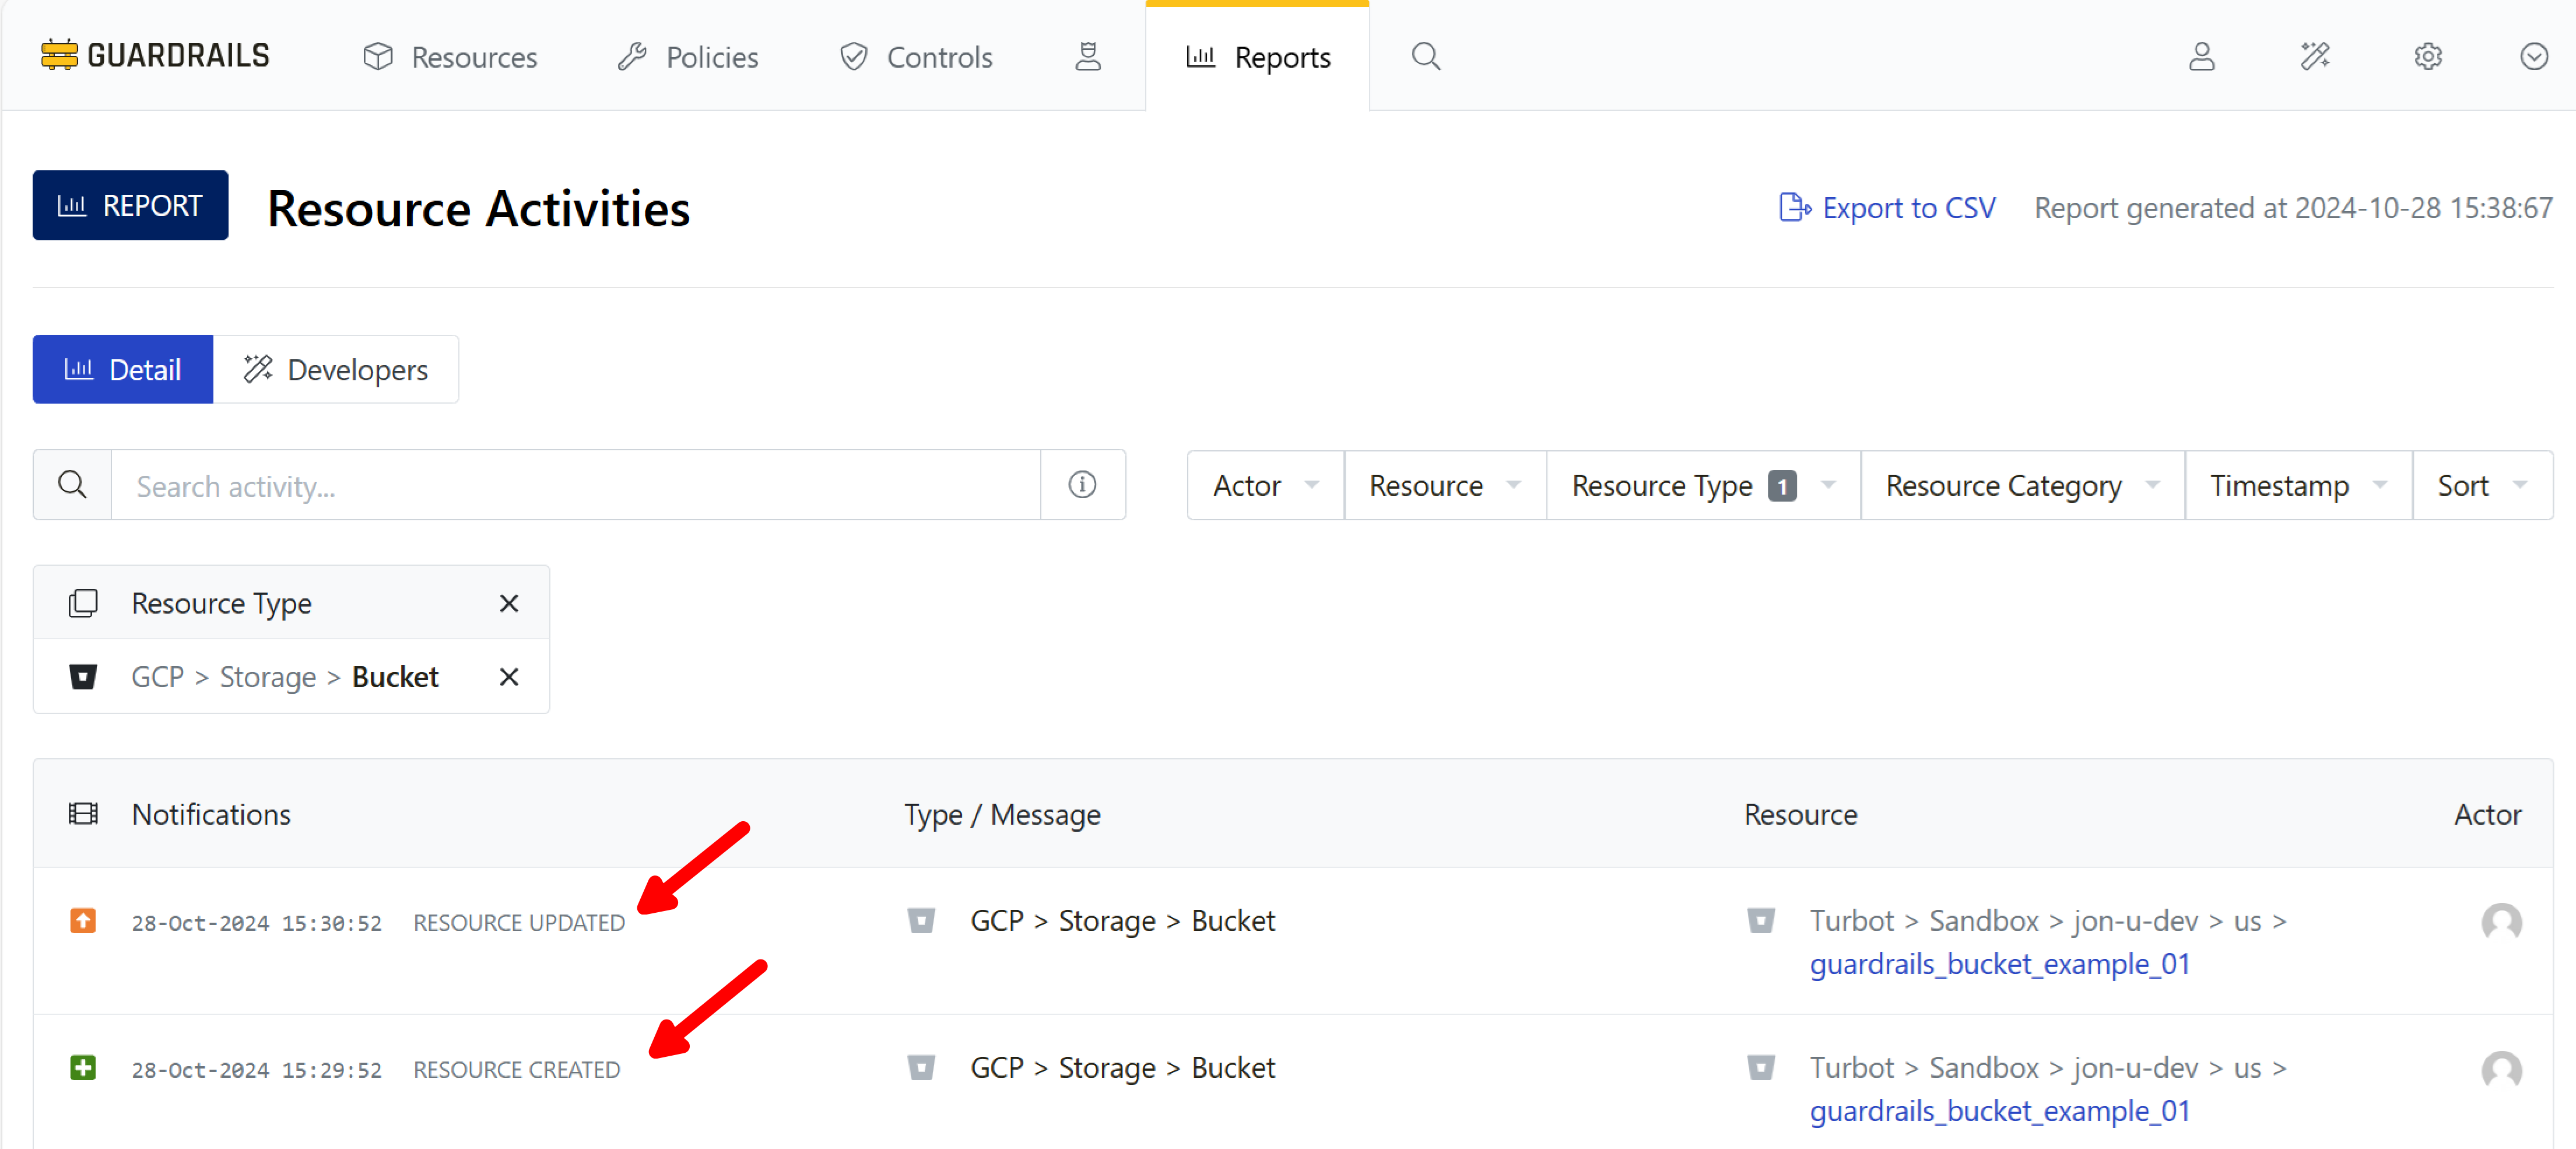 GUARDRAILS Resources Policies Controls Reports
REPORT Resource Activities Export to CSV Report generated at 2024-10-28 15:38:67
Detail Developers
Search activity... Actor Resource Resource Type 1 Resource Category Timestamp Sort
Resource Type
GCP > Storage > Bucket
Notifications Type / Message Resource Actor
28-Oct-2024 15:30:52 RESOURCE UPDATED GCP > Storage > Bucket Turbot > Sandbox > jon-u-dev > us >
guardrails_bucket_example_01
28-Oct-2024 15:29:52 RESOURCE CREATED GCP > Storage > Bucket Turbot > Sandbox > jon-u-dev > us >
guardrails_bucket_example_01